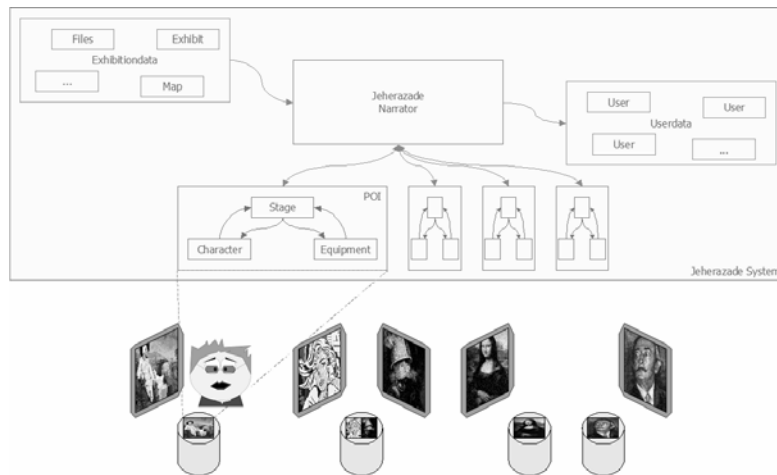 Files
Exhibit
Exhibitiondata
...
Map
Jeherazade
Narrator
User
User
Userdata
User
...
POI
Stage
Character
Equipment
Jeherazade System